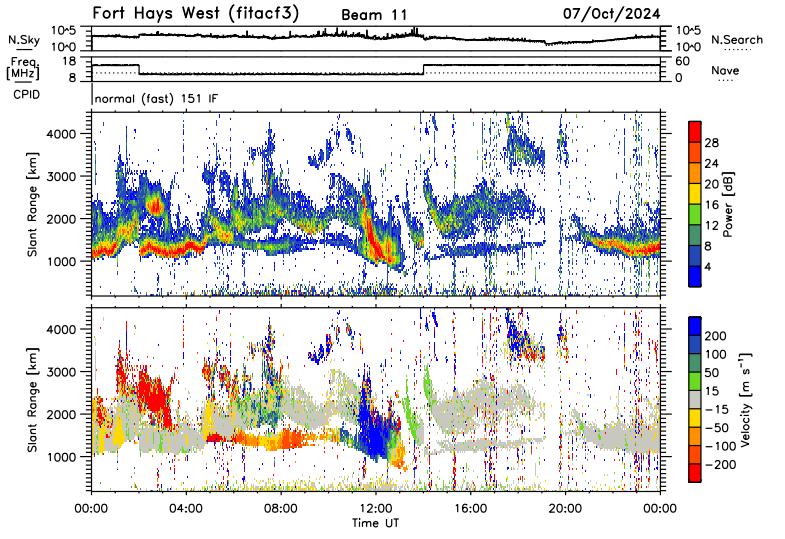 Fort Hays West (fitacf3) Beam 11 07/Oct/2024
N.Sky 10^5 10^0 10^5 10^0 N.Search
Freq. [MHz] 18 8 60 0 Nave
CPID normal (fast) 151 IF
Slant Range [km] 4000 3000 2000 1000
Power [dB] 28 24 20 16 12 8 4
Slant Range [km] 4000 3000 2000 1000
Velocity [m s⁻¹] 200 100 50 15 −15 −50 −100 −200
00:00 04:00 08:00 12:00 16:00 20:00 00:00
Time UT